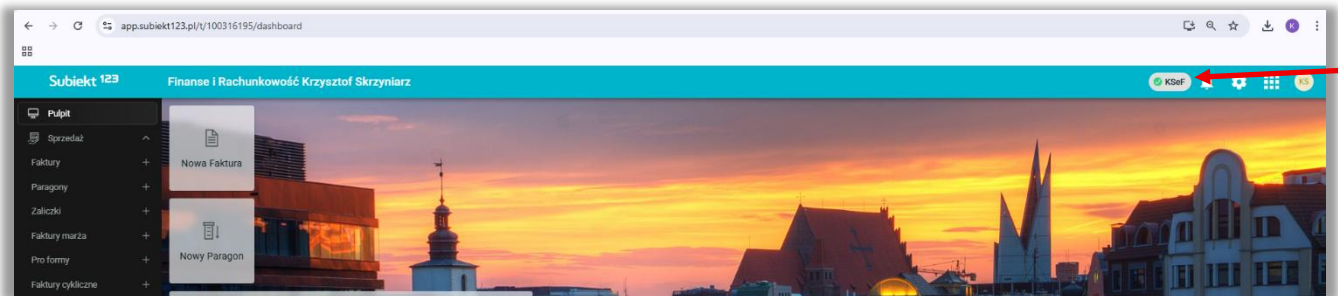 app.subiekt123.pl/t/100316195/dashboard
K
Subiekt 123
Finanse i Rachunkowość Krzysztof Skrzyniarz
KSeF
KS
Pulpit
Sprzedaż
Faktury
Paragony
Zaliczki
Faktury marża
Pro formy
Faktury cykliczne
Nowa Faktura
Nowy Paragon